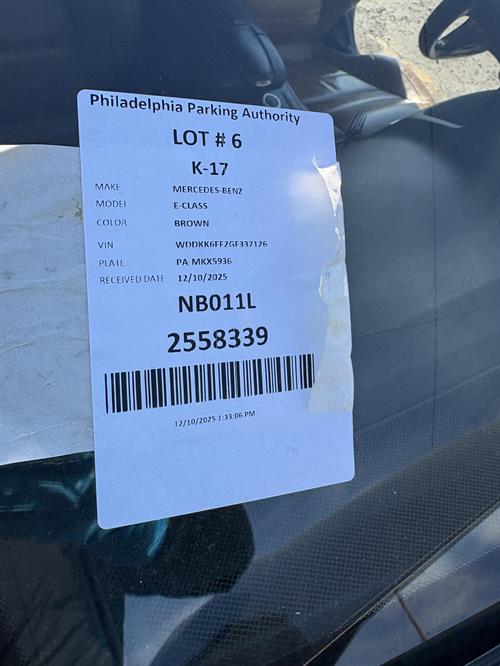 Philadelphia Parking Authority
LOT # 6
K-17
MAKE MERCEDES-BENZ
MODEL E-CLASS
COLOR BROWN
VIN WDDKK6FF2GF337126
PLATE PA MKX5936
RECEIVED DATE 12/10/2025
NB011L
2558339
12/10/2025 1:33:06 PM